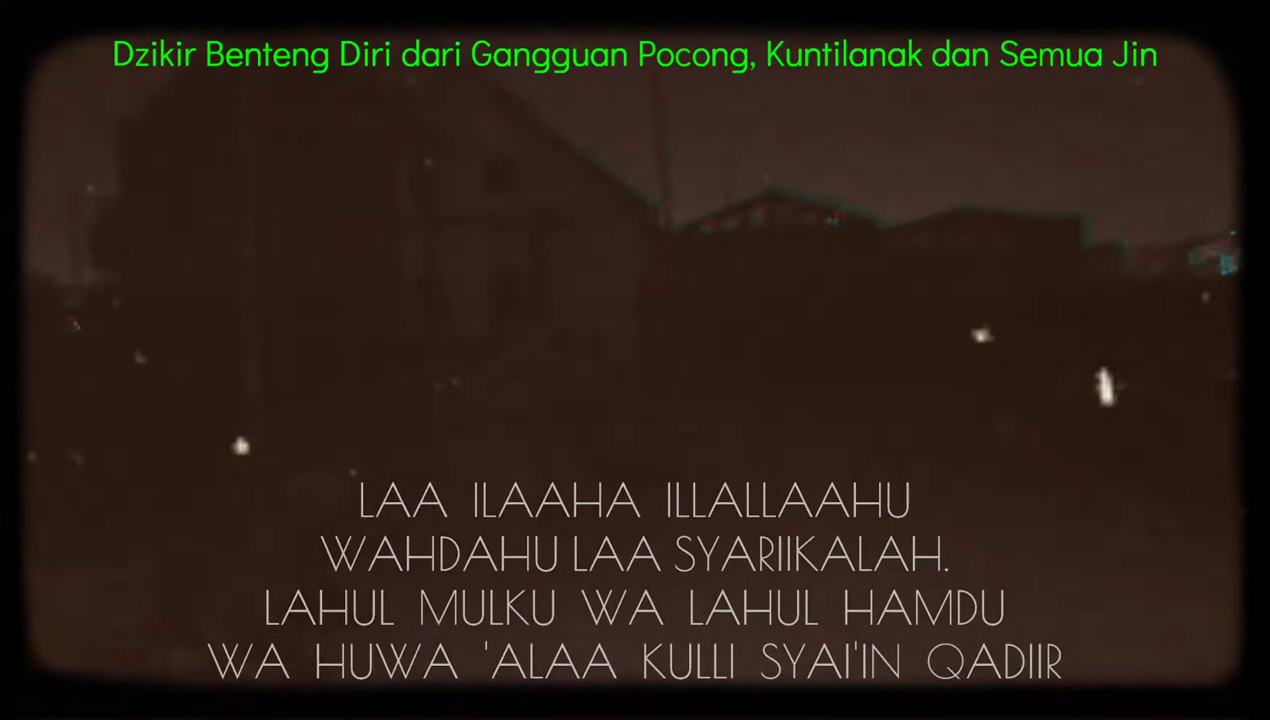 Dzikir Benteng Diri dari Gangguan Pocong, Kuntilanak dan Semua Jin
LAA ILAAHA ILLALLAAHU
WAHDAHU LAA SYARIIKALAH.
LAHUL MULKU WA LAHUL HAMDU
WA HUWA 'ALAA KULLI SYAI'IN QADIIR